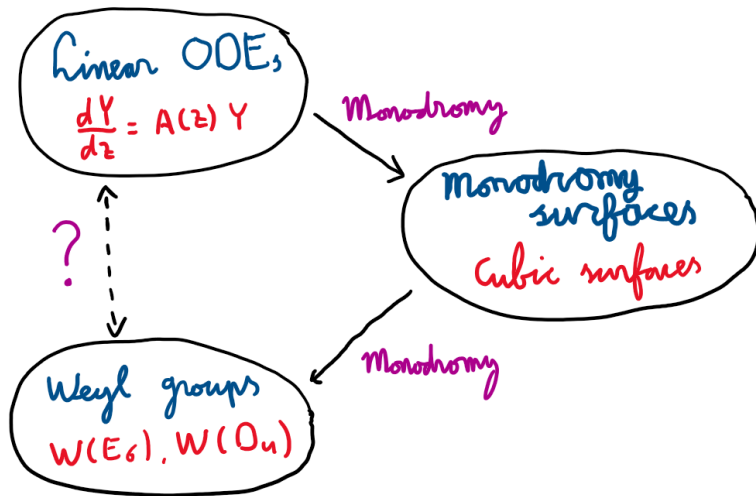 Linear ODEs
dY/dz = A(z) Y
Monodromy
Monodromy
surfaces
Cubic surfaces
?
Monodromy
Weyl groups
W(E₆), W(D₄)